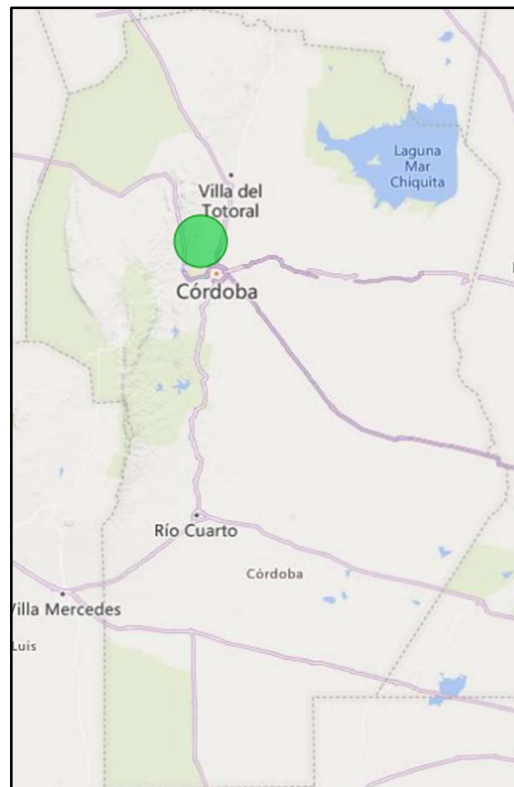 Laguna
Mar
Chiquita
Villa del
Totoral
Córdoba
Río Cuarto
Córdoba
Villa Mercedes
Luis